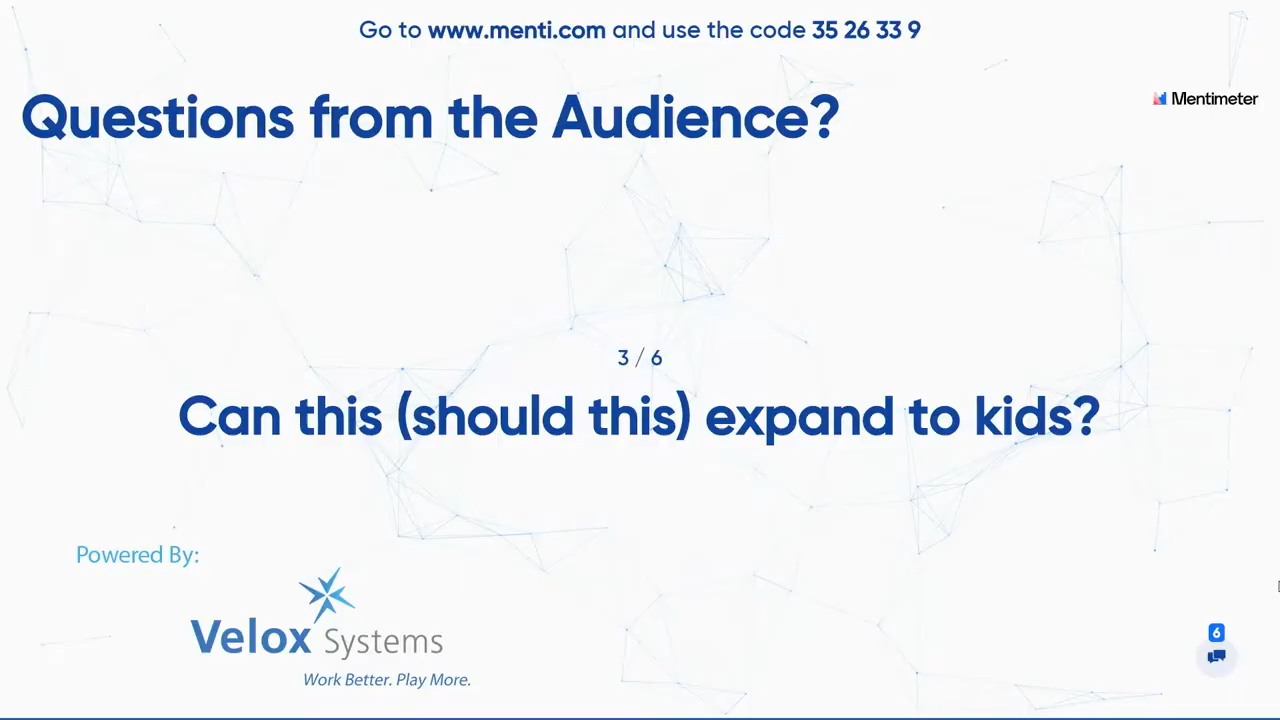 Go to www.menti.com and use the code 35 26 33 9
Questions from the Audience?
Mentimeter
3 / 6
Can this (should this) expand to kids?
Powered By:
Velox Systems
Work Better. Play More.
6